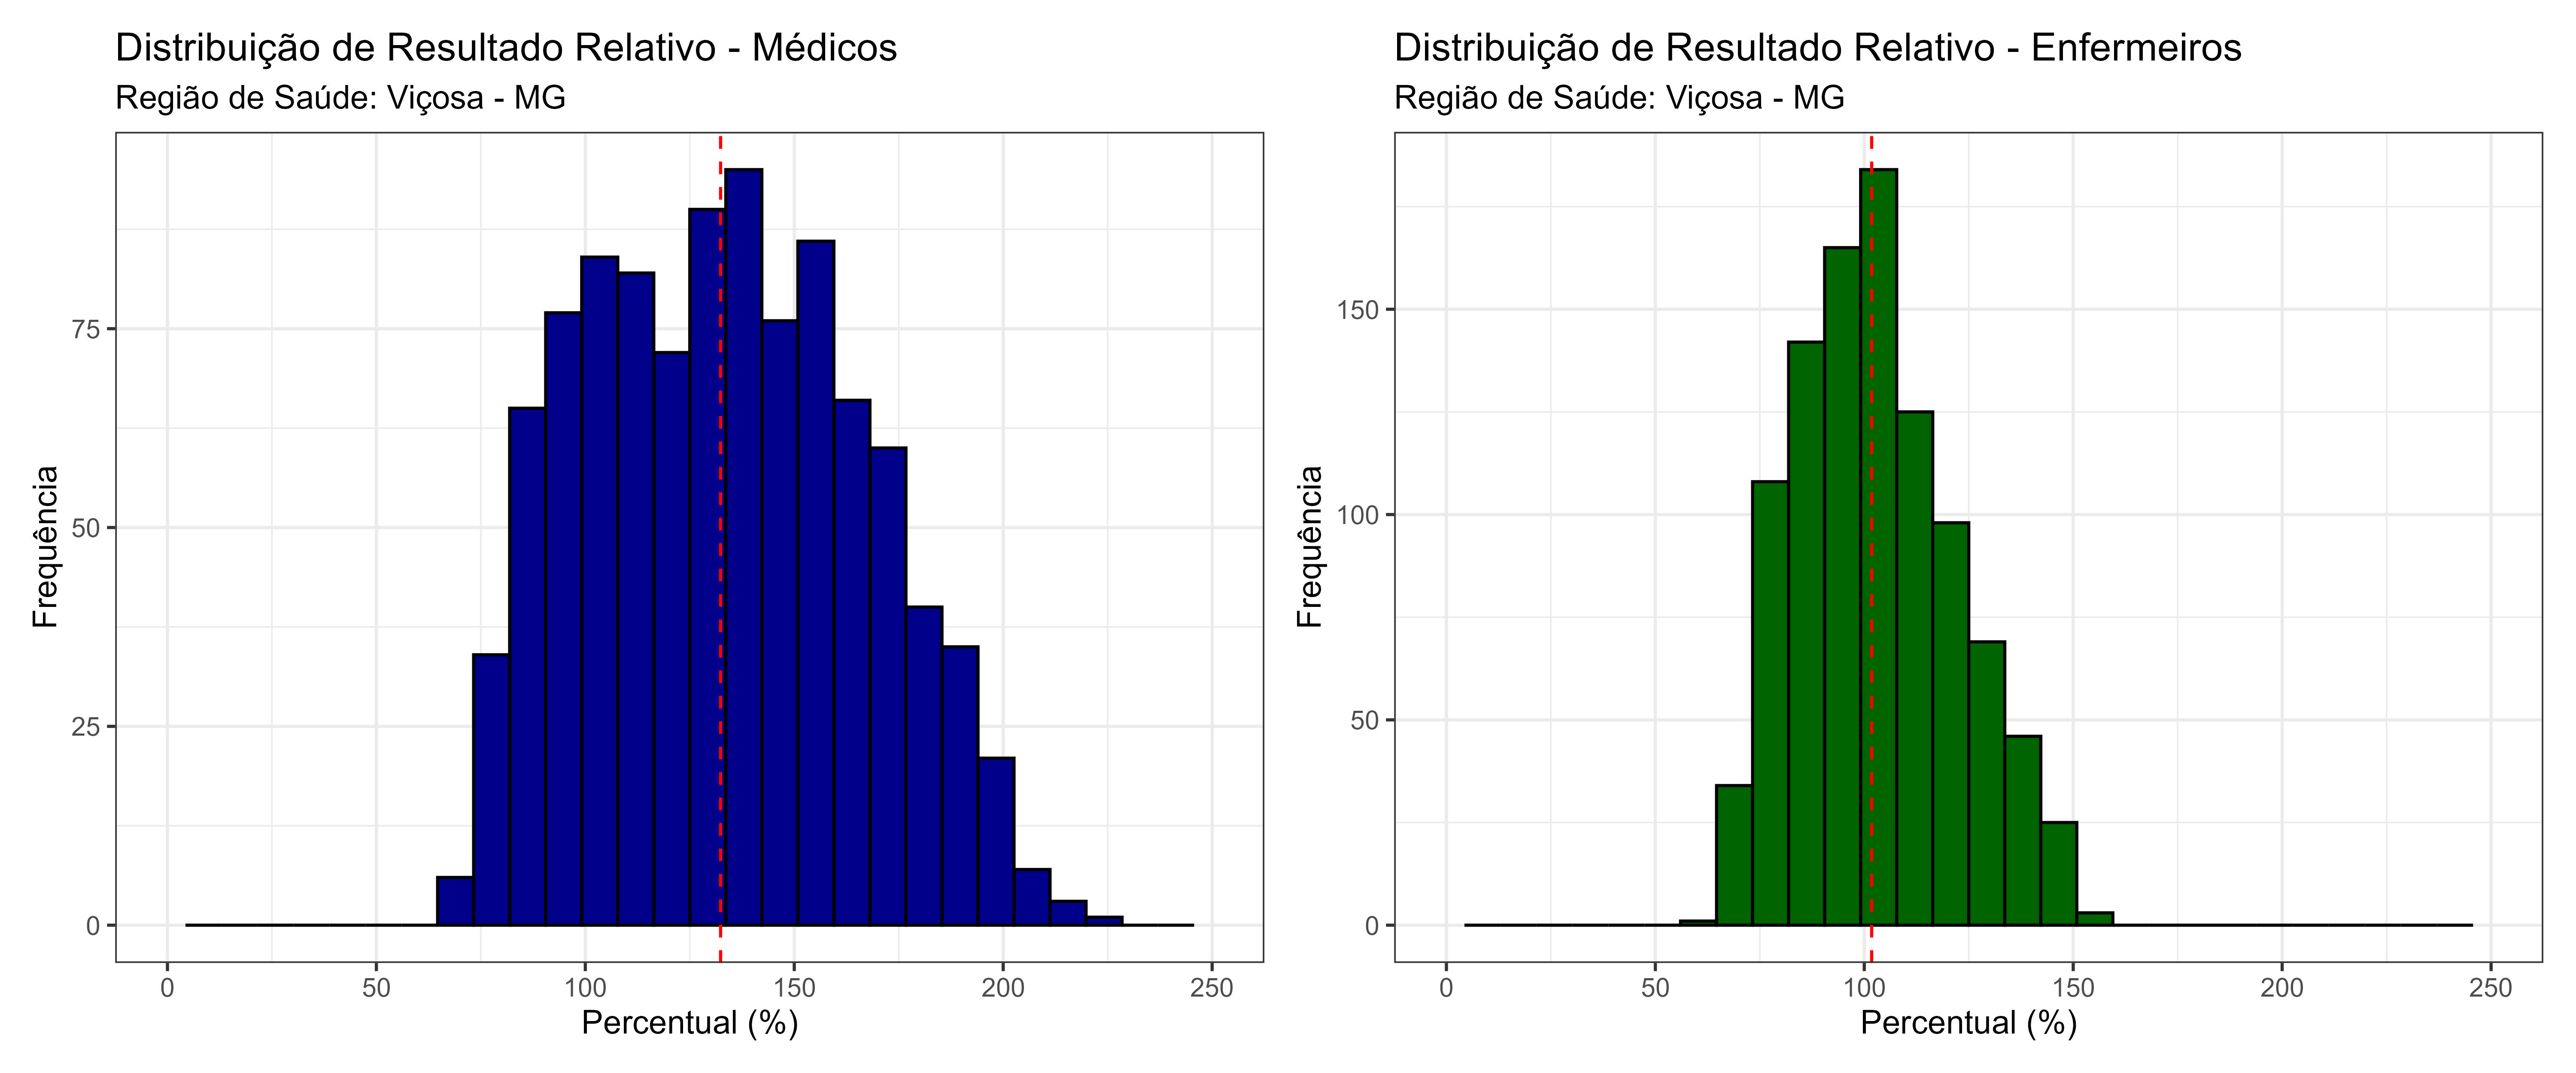 Distribuição de Resultado Relativo - Médicos
Região de Saúde: Viçosa - MG
Frequência
75
50
25
0
0 50 100 150 200 250
Percentual (%)
Distribuição de Resultado Relativo - Enfermeiros
Região de Saúde: Viçosa - MG
Frequência
150
100
50
0
0 50 100 150 200 250
Percentual (%)